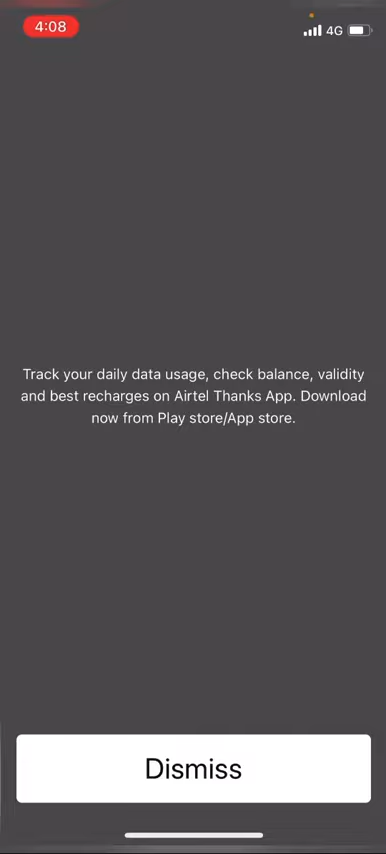 4:08
4G
Track your daily data usage, check balance, validity
and best recharges on Airtel Thanks App. Download
now from Play store/App store.
Dismiss